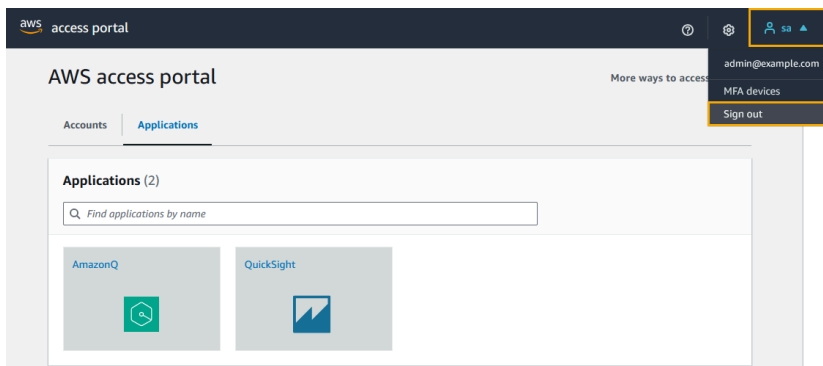 aws access portal sa
AWS access portal
More ways to access
admin@example.com
MFA devices
Sign out
Accounts Applications
Applications (2)
Find applications by name
AmazonQ QuickSight